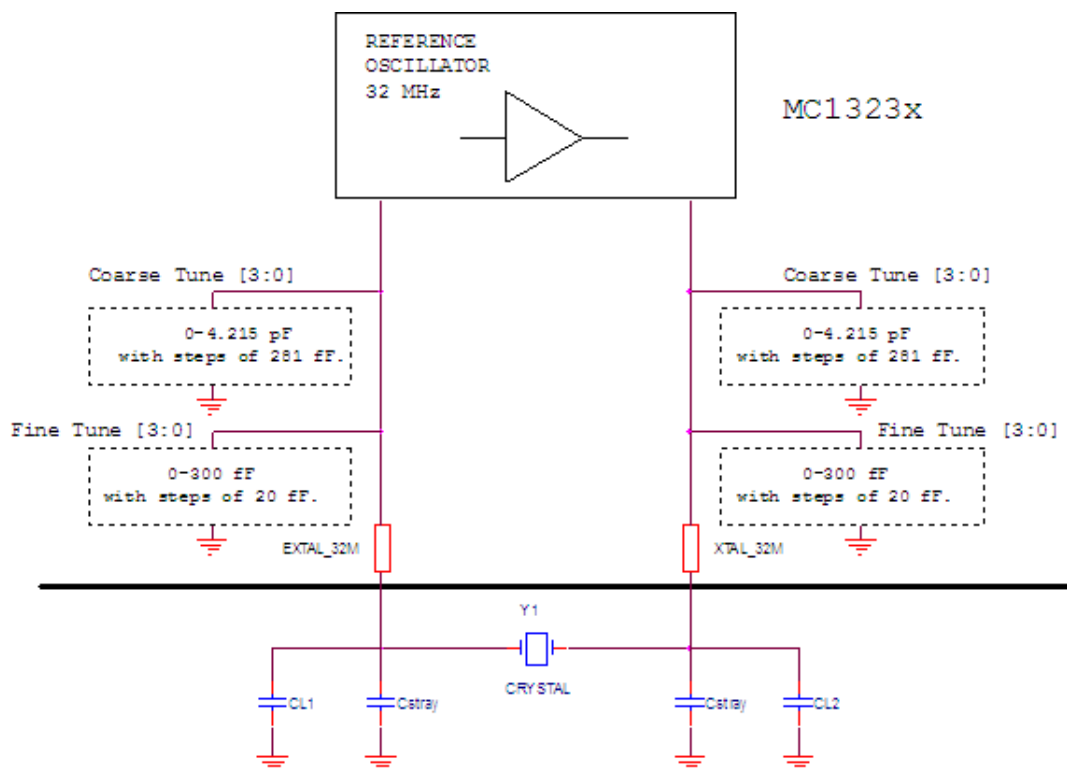 REFERENCE
OSCILLATOR
32 MHz
MC1323x
Coarse Tune [3:0]
Coarse Tune [3:0]
0-4.215 pF
with steps of 281 fF.
0-4.215 pF
with steps of 281 fF.
Fine Tune [3:0]
Fine Tune [3:0]
0-300 fF
with steps of 20 fF.
0-300 fF
with steps of 20 fF.
EXTAL_32M
XTAL_32M
Y1
CRYSTAL
CL1
Cstray
Cstray
CL2